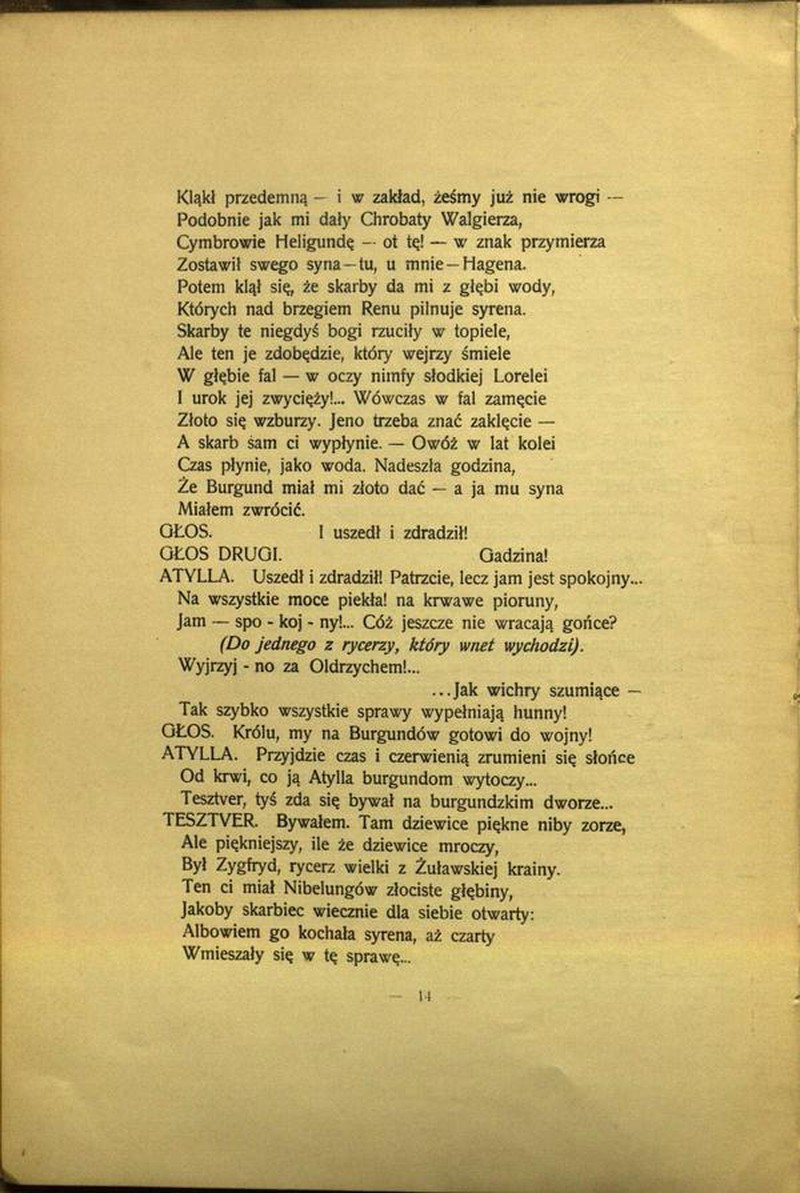 Kląkł przedemną — i w zakład, żeśmy już nie wrogi —
Podobnie jak mi dały Chrobaty Walgierza,
Cymbrowie Heligundę — ot tę! — w znak przymierza
Zostawił swego syna — tu, u mnie — Hagena.
Potem kląl się, że skarby da mi z głębi wody,
Których nad brzegiem Renu pilnuje syrena.
Skarby te niegdyś bogi rzuciły w topiele,
Ale ten je zdobędzie, który wejrzy śmiele
W głębie fal — w oczy nimfy słodkiej Lorelei
I urok jej zwycięży!... Wówczas w fal zamęcie
Złoto się wzburzy. Jeno trzeba znać zaklęcie —
A skarb sam ci wypłynie. — Owóż w lat kolei
Czas płynie, jako woda. Nadeszła godzina,
Że Burgund miał mi złoto dać — a ja mu syna
Miałem zwrócić.
GŁOS. I uszedł i zdradził!
GŁOS DRUGI. Gadzina!
ATYLLA. Uszedł i zdradził! Patrzcie, lecz jam jest spokojny...
Na wszystkie moce piekła! na krwawe pioruny,
Jam — spo - koj - ny!... Cóż jeszcze nie wracają gońce?
(Do jednego z rycerzy, który wnet wychodzi).
Wyjrzyj - no za Oldrzychem!...
...Jak wichry szumiące —
Tak szybko wszystkie sprawy wypełniają hunny!
GŁOS. Królu, my na Burgundów gotowi do wojny!
ATYLLA. Przyjdzie czas i czerwienią zrumieni się słońce
Od krwi, co ją Atylla burgundom wytoczy...
Tesztver, tyś zda się bywał na burgundzkim dworze...
TESZTVER. Bywałem. Tam dziewice piękne niby zorze,
Ale piękniejszy, ile że dziewice mroczy,
Był Zygfryd, rycerz wielki z Żuławskiej krainy.
Ten ci miał Nibelungów złociste głębiny,
Jakoby skarbiec wiecznie dla siebie otwarty:
Albowiem go kochała syrena, aż czarty
Wmieszały się w tę sprawę...
— 14 —